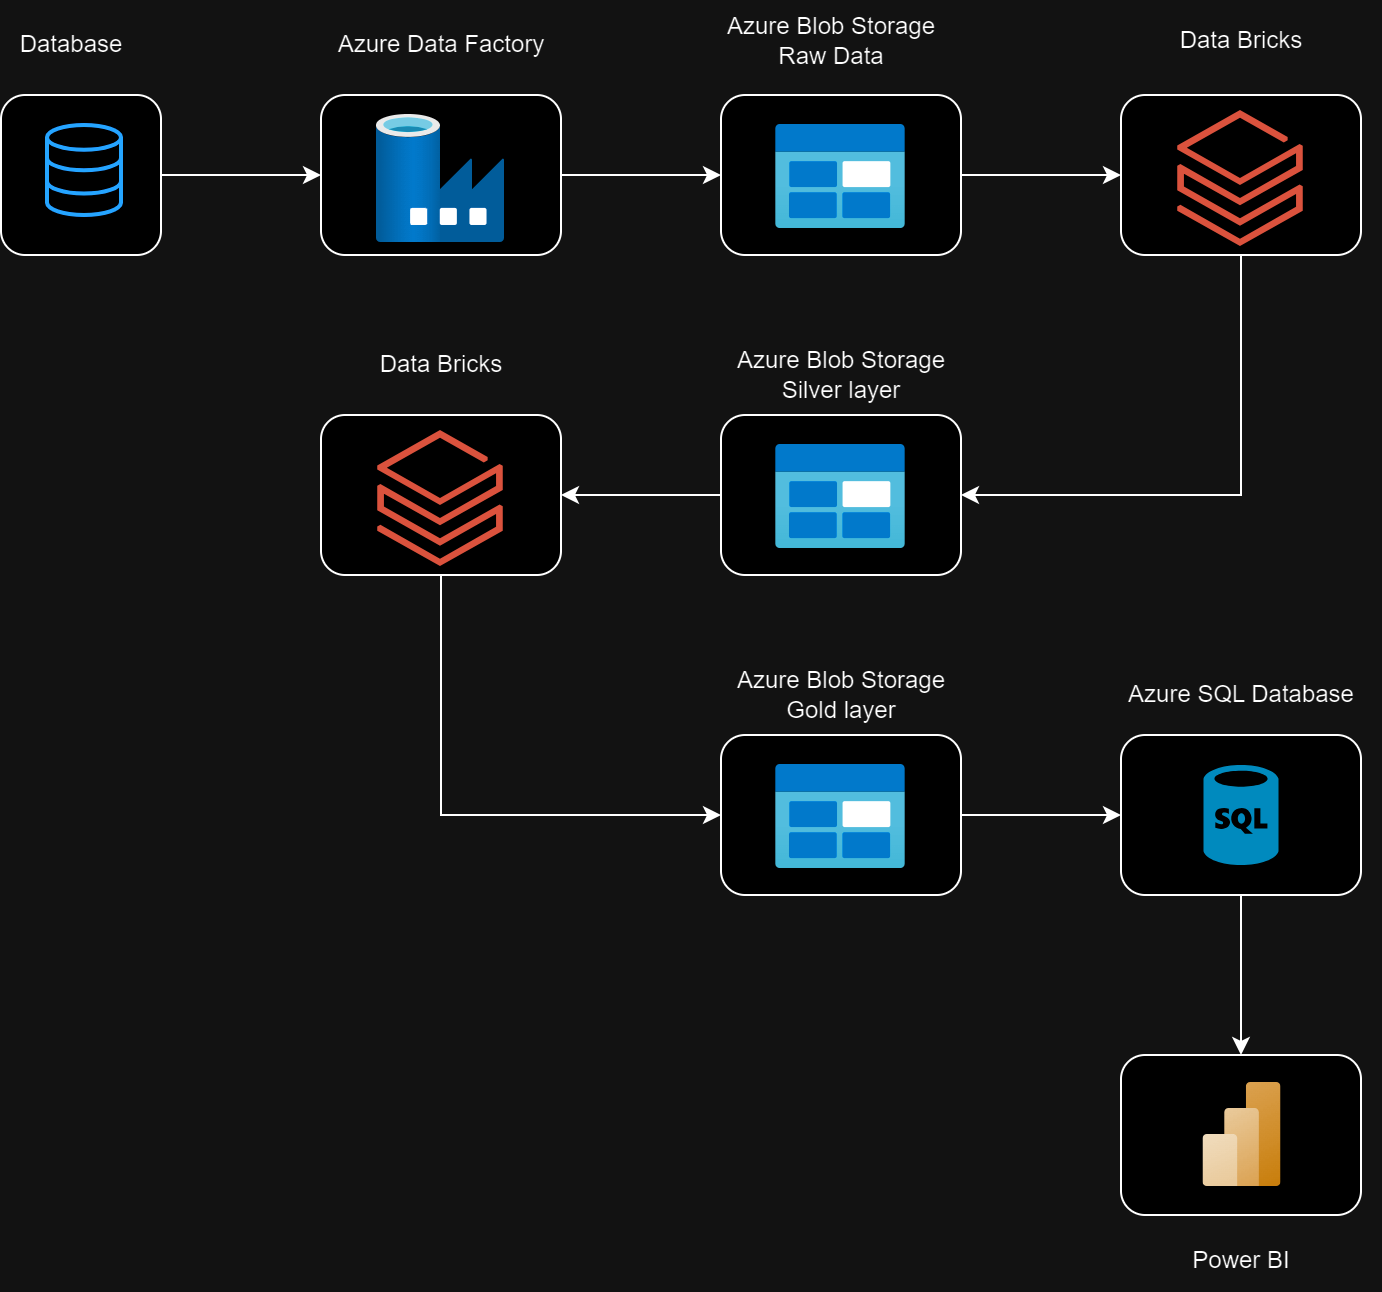 Database
Azure Data Factory
Azure Blob Storage
Raw Data
Data Bricks
Data Bricks
Azure Blob Storage
Silver layer
Azure Blob Storage
Gold layer
Azure SQL Database
SQL
Power BI